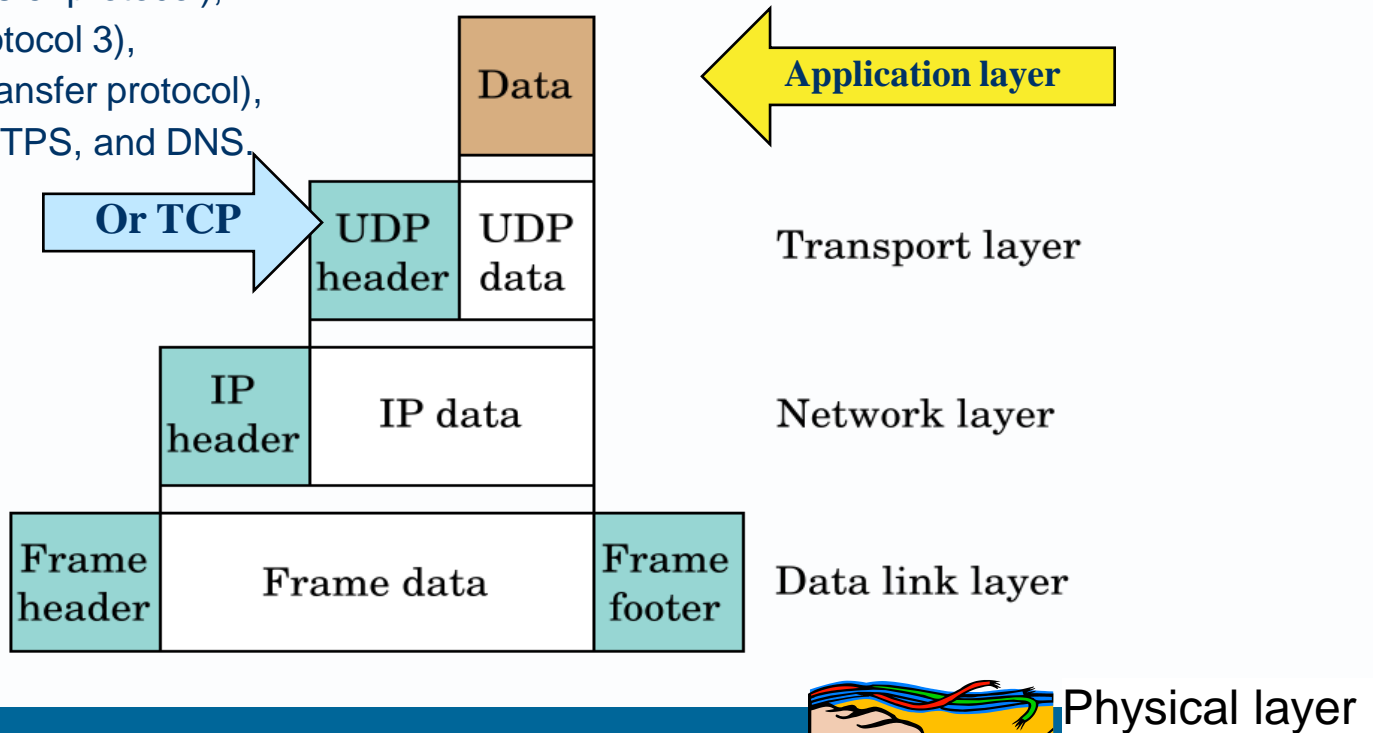 otocol 3),
ansfer protocol),
TPS, and DNS.
Data
Application layer
Or TCP
UDP
header
UDP
data
Transport layer
IP
header
IP data
Network layer
Frame
header
Frame data
Frame
footer
Data link layer
Physical layer